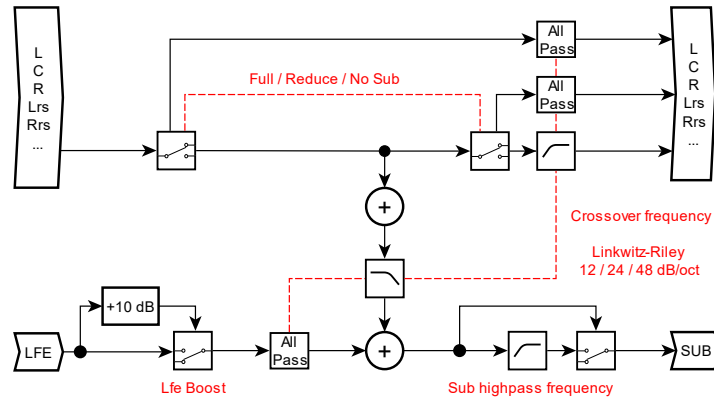 L
C
R
Lrs
Rrs
...
All
Pass
L
C
R
Lrs
Rrs
...
Full / Reduce / No Sub
All
Pass
+
Crossover frequency
Linkwitz-Riley
12 / 24 / 48 dB/oct
+10 dB
LFE
All
Pass
+
SUB
Lfe Boost
Sub highpass frequency